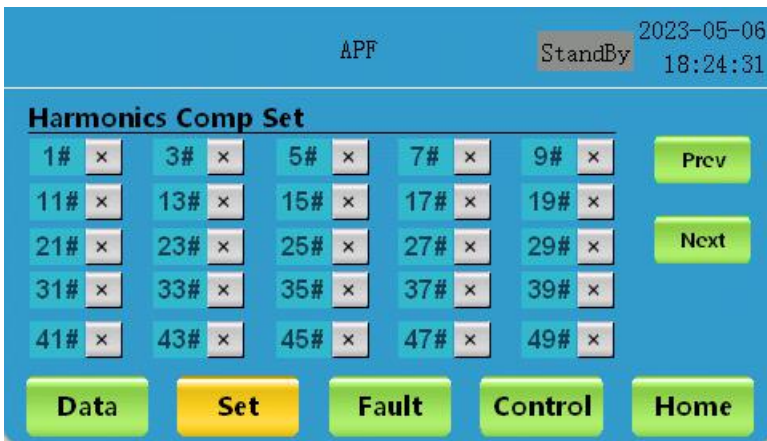 APF
StandBy
2023-05-06
18:24:31
Harmonics Comp Set
1# × 3# × 5# × 7# × 9# ×
Prev
11# × 13# × 15# × 17# × 19# ×
21# × 23# × 25# × 27# × 29# ×
Next
31# × 33# × 35# × 37# × 39# ×
41# × 43# × 45# × 47# × 49# ×
Data Set Fault Control Home